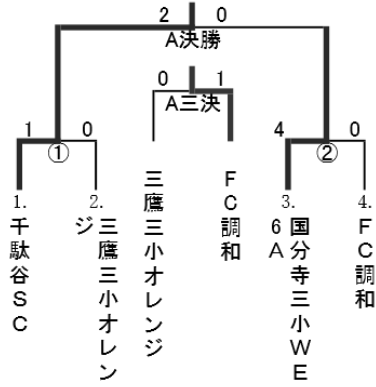 2 0
A決勝
0 1
A三決
1 0
4 0
①
②
1.
千駄谷SC
2.
三鷹三小オレンジ
三鷹三小オレンジ
FC調和
3.
国分寺三小WE
6A
4.
FC調和